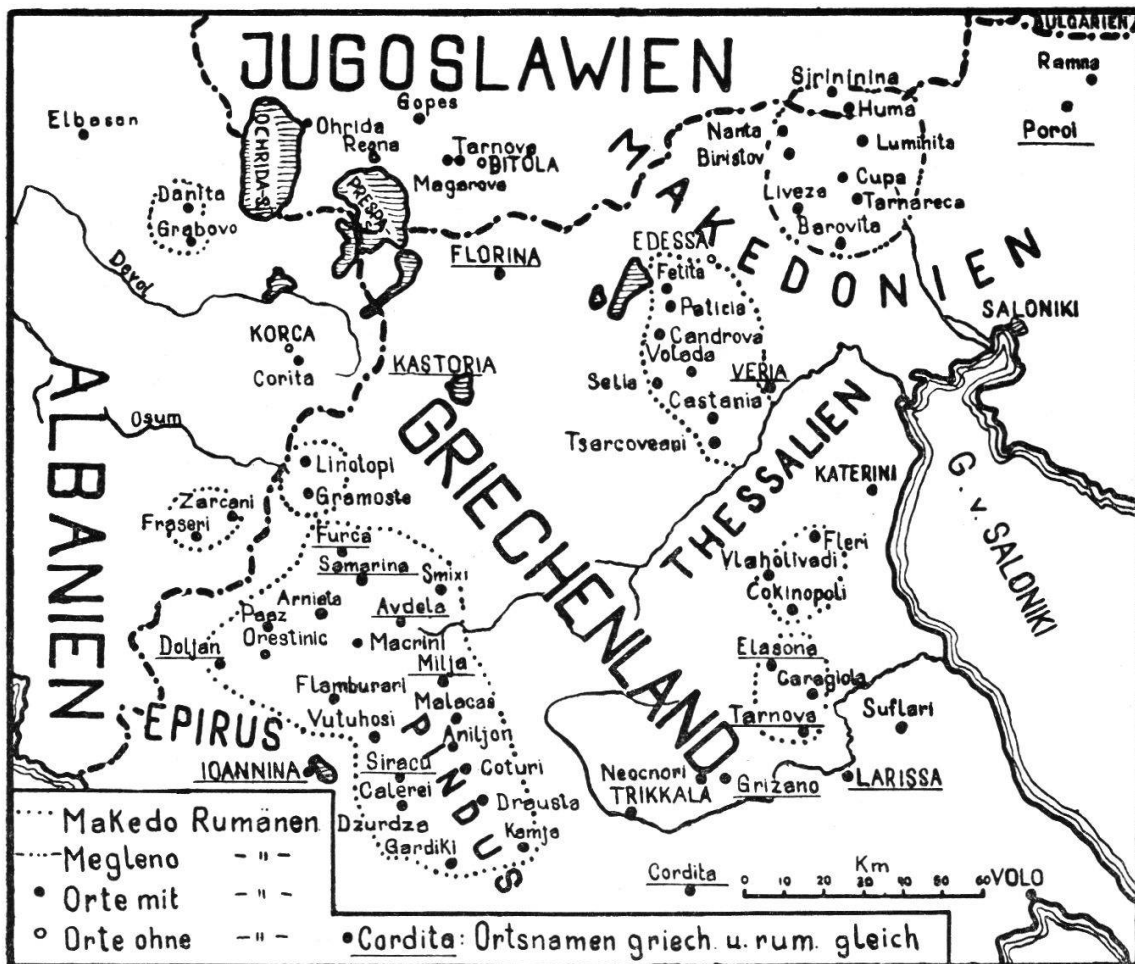 JUGOSLAWIEN
BULGARIEN
Ramna
Poroi
Sirininina
Huma
Nanta
Luminita
Biristov
Cupa
Liveza
Tarnareca
Barovita
MAKEDONIEN
Gopes
Elbasan
OCHRIDA-S.
Ohrida
Resna
Tarnova
BITOLA
Magarova
PRESPA S.
Danita
Grabovo
FLORINA
EDESSA
Fetita
Paticia
Candrova
Volada
Selia
VERIA
Castania
Tsarcoveani
SALONIKI
Devol
KORCA
Corita
KASTORIA
ALBANIEN
Osum
GRIECHENLAND
THESSALIEN
KATERINI
G. v. SALONIKI
Linotopi
Gramoste
Zarcani
Fraseri
Furca
Samarina
Smixi
Arniata
Avdela
Paaz
Orestinic
Macrini
Doljan
Milja
Flamburari
Malacas
Vutuhosi
Aniljon
EPIRUS
PINDUS
IOANNINA
Siracu
Coturi
Calerei
Drausta
Dzurdza
Kamja
Gardiki
Fleri
Vlaholivadi
Cokinopoli
Elasona
Caragiola
Tarnova
Suflari
Neocnori
TRIKKALA
Grizano
LARISSA
Cordita
Km
0 10 20 30 40 50 60
VOLO
Makedo Rumänen
Megleno - " -
Orte mit - " -
Orte ohne - " -
Cordita: Ortsnamen griech. u. rum. gleich